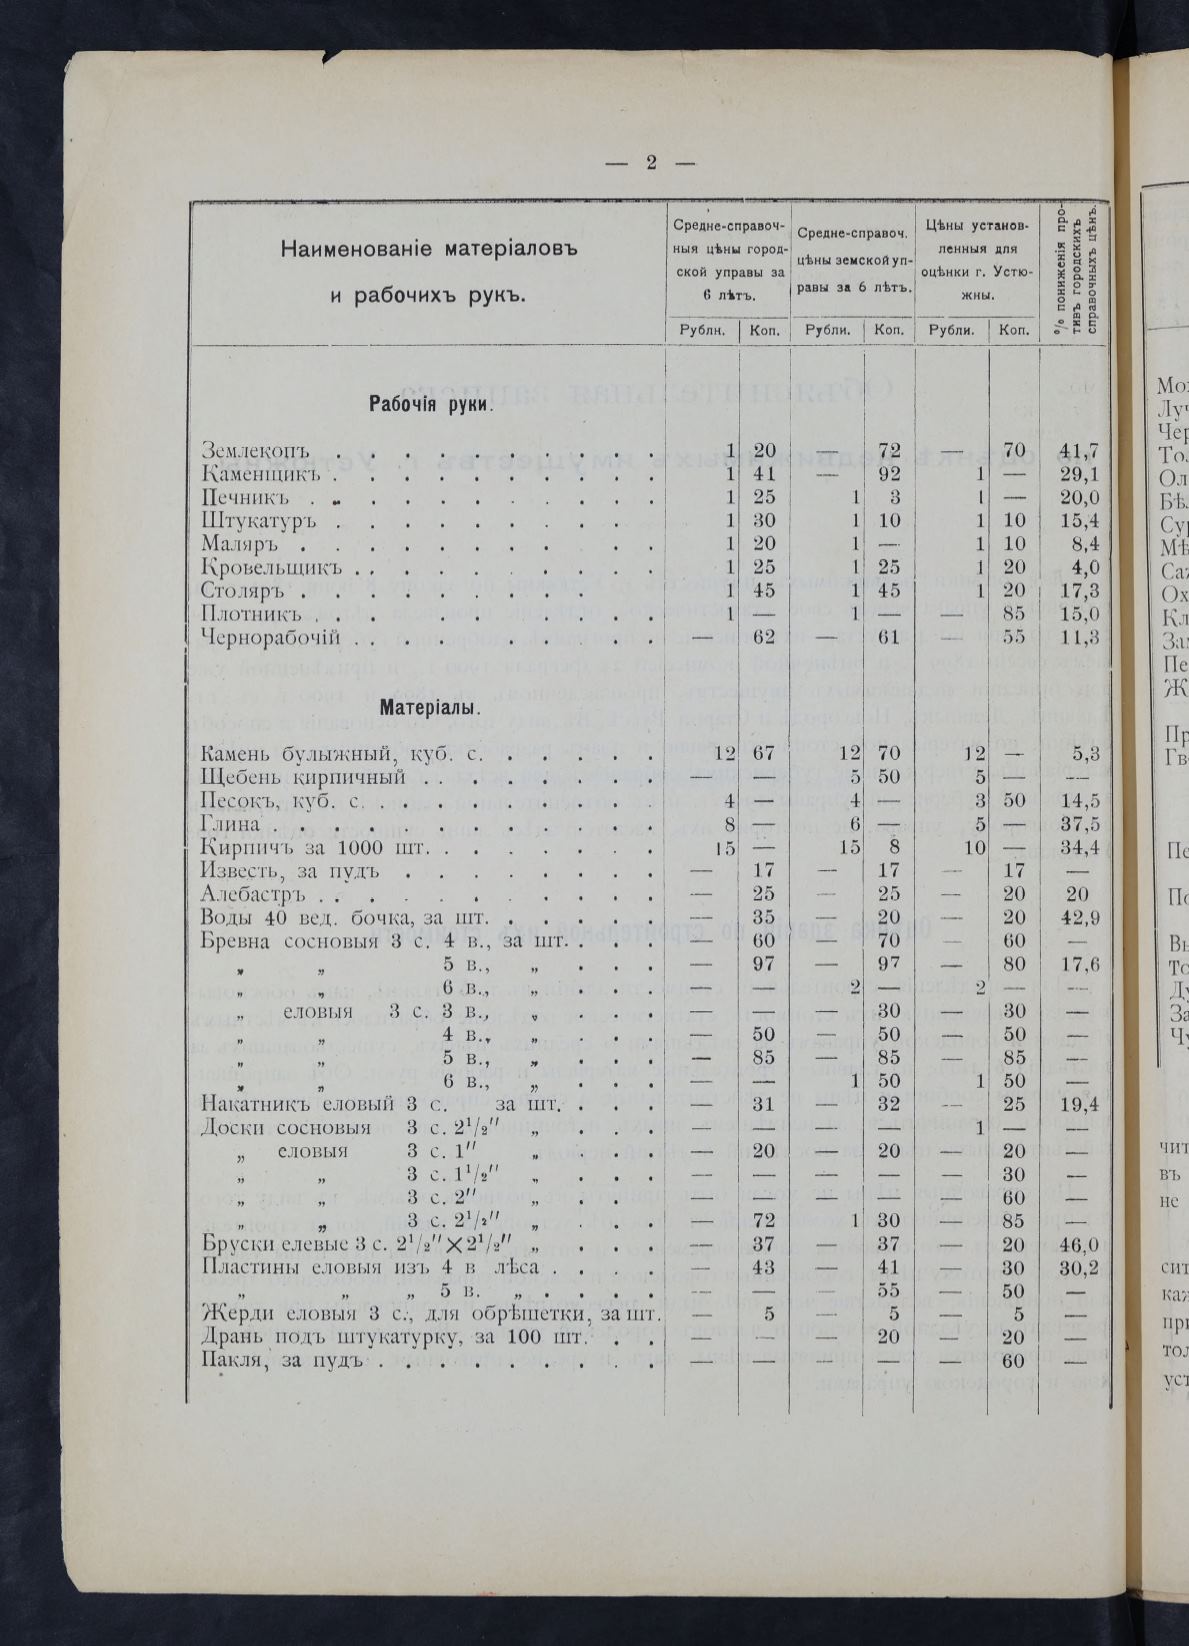 — 2 —
Наименованіе матеріаловъ
и рабочихъ рукъ.
Средне-справоч-
ныя цѣны город-
ской управы за
6 лѣтъ.
Средне-справоч.
цѣны земской уп-
равы за 6 лѣтъ.
Цѣны установ-
ленныя для
оцѣнки г. Устю-
жны.
% пониженія про-
тивъ городскихъ
справочныхъ цѣнъ.
Рубли. Коп. Рубли. Коп. Рубли. Коп.
Рабочія руки.
Землекопъ . . . . . . . . . 1 20 — 72 — 70 41,7
Каменщикъ . . . . . . . . . 1 41 — 92 1 — 29,1
Печникъ . . . . . . . . . 1 25 1 3 1 — 20,0
Штукатуръ . . . . . . . . . 1 30 1 10 1 10 15,4
Маляръ . . . . . . . . . 1 20 1 — 1 10 8,4
Кровельщикъ . . . . . . . . . 1 25 1 25 1 20 4,0
Столяръ . . . . . . . . . 1 45 1 45 1 20 17,3
Плотникъ . . . . . . . . . 1 — 1 — — 85 15,0
Чернорабочій . . . . . . . . . — 62 — 61 — 55 11,3
Матеріалы.
Камень булыжный, куб. с. . . . . . 12 67 12 70 12 — 5,3
Щебень кирпичный . . . . . . . — — 5 50 5 — —
Песокъ, куб. с. . . . . . . . . 4 — 4 — 3 50 14,5
Глина . . . . . . . . . . 8 — 6 — 5 — 37,5
Кирпичъ за 1000 шт. . . . . . . . 15 — 15 8 10 — 34,4
Известь, за пудъ . . . . . . . . — 17 — 17 — 17 —
Алебастръ . . . . . . . . . . — 25 — 25 — 20 20
Воды 40 вед. бочка, за шт. . . . . . — 35 — 20 — 20 42,9
Бревна сосновыя 3 с. 4 в., за шт. . . . — 60 — 70 — 60 —
„ „ 5 в., „ . . . — 97 — 97 — 80 17,6
„ „ 6 в., „ . . . — — 2 — 2 — —
„ еловыя 3 с. 3 в., „ . . . — — — 30 — 30 —
„ „ 4 в., „ . . . — 50 — 50 — 50 —
„ „ 5 в., „ . . . — 85 — 85 — 85 —
„ „ 6 в., „ . . . — — 1 50 1 50 —
Накатникъ еловый 3 с. за шт. . . . — 31 — 32 — 25 19,4
Доски сосновыя 3 с. 2¹/₂″ „ . . . — — — — 1 — —
„ еловыя 3 с. 1″ „ . . . — 20 — 20 — 20 —
„ „ 3 с. 1¹/₂″ „ . . . — — — — — 30 —
„ „ 3 с. 2″ „ . . . — — — — — 60 —
„ „ 3 с. 2¹/₂″ „ . . . — 72 1 30 — 85 —
Бруски елевые 3 с. 2¹/₂″×2¹/₂″ „ . . . — 37 — 37 — 20 46,0
Пластины еловыя изъ 4 в лѣса . . . . — 43 — 41 — 30 30,2
„ „ „ 5 в. „ . . . . — — — 55 — 50 —
Жерди еловыя 3 с., для обрѣшетки, за шт. — 5 — 5 — 5 —
Дрань подъ штукатурку, за 100 шт. . . — — — 20 — 20 —
Пакля, за пудъ . . . . . . . . . — — — — — 60 —